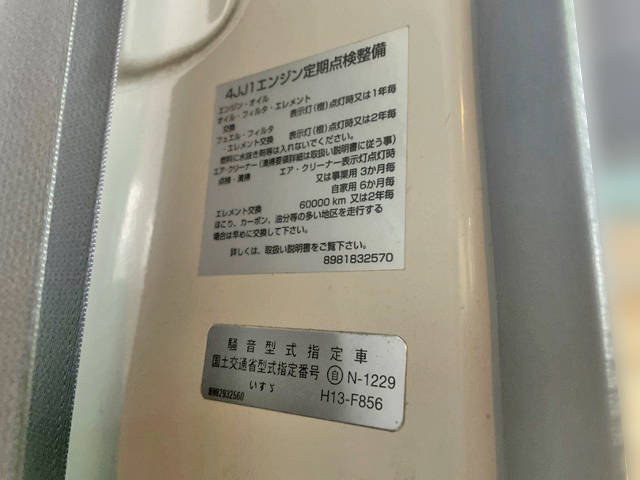 4JJ1エンジン定期点検整備
エンジン・オイル
オイル・フィルタ・エレメント
交換 表示灯(橙)点灯時又は1年毎
フューエル・フィルタ
・エレメント交換 表示灯(橙)点灯時又は2年毎
燃料に水抜き剤等は入れないでください。
エア・クリーナー(清掃要領詳細は取扱い説明書に従う事)
点検・清掃 エア・クリーナー表示灯点灯時
又は事業用 3か月毎
自家用 6か月毎
エレメント交換 60000 km 又は2年毎
ほこり、カーボン、油分等の多い地区を走行する
場合は早めに交換して下さい。
詳しくは、取扱い説明書をご覧下さい。
8981832570
騒音型式指定車
国土交通省型式指定番号 自 N-1229
いすゞ H13-F856